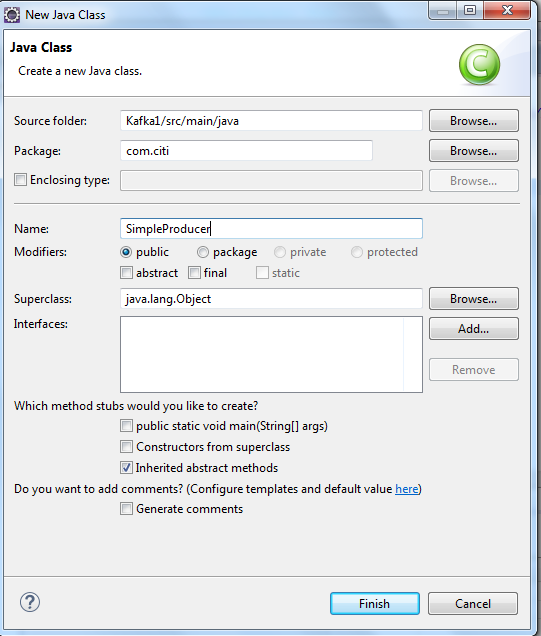 New Java Class
Java Class
Create a new Java class.
C
Source folder: Kafka1/src/main/java Browse...
Package: com.citi Browse...
Enclosing type: Browse...
Name: SimpleProducer
Modifiers: public package private protected
abstract final static
Superclass: java.lang.Object Browse...
Interfaces: Add...
Remove
Which method stubs would you like to create?
public static void main(String[] args)
Constructors from superclass
Inherited abstract methods
Do you want to add comments? (Configure templates and default value here)
Generate comments
? Finish Cancel